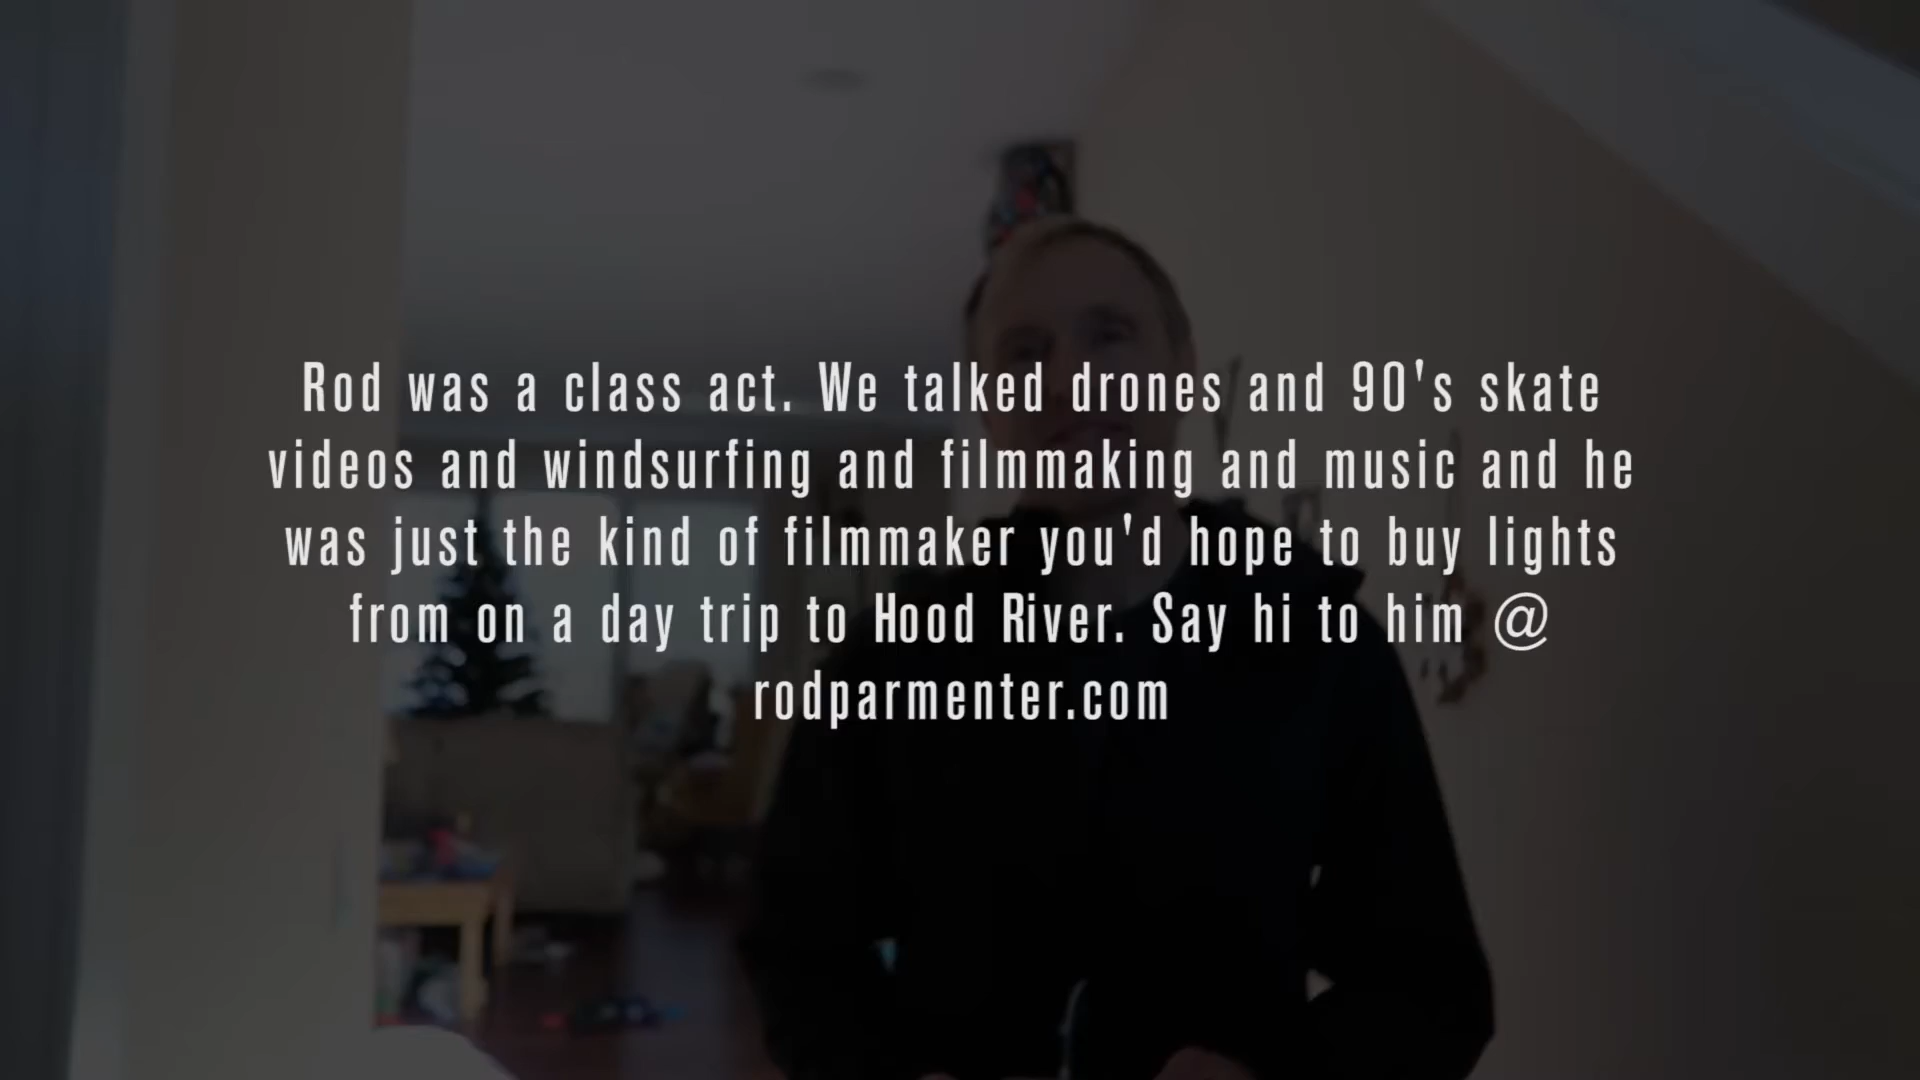 Rod was a class act. We talked drones and 90's skate
videos and windsurfing and filmmaking and music and he
was just the kind of filmmaker you'd hope to buy lights
from on a day trip to Hood River. Say hi to him @
rodparmenter.com